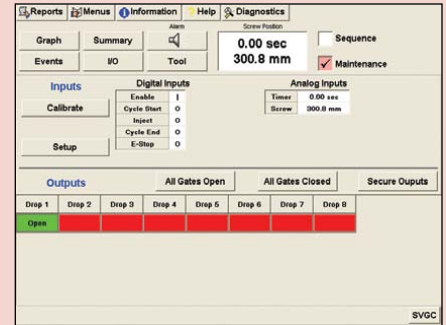 Reports Menus Information Help Diagnostics
Alarm Screw Position
Graph Summary 0.00 sec Sequence
Events I/O Tool 300.8 mm Maintenance
Inputs Digital Inputs Analog Inputs
Enable I Timer 0.00 sec
Calibrate Cycle Start O Screw 300.8 mm
Inject O
Cycle End O
Setup E-Stop O
Outputs All Gates Open All Gates Closed Secure Ouputs
Drop 1 Drop 2 Drop 3 Drop 4 Drop 5 Drop 6 Drop 7 Drop 8
Open
SVGC